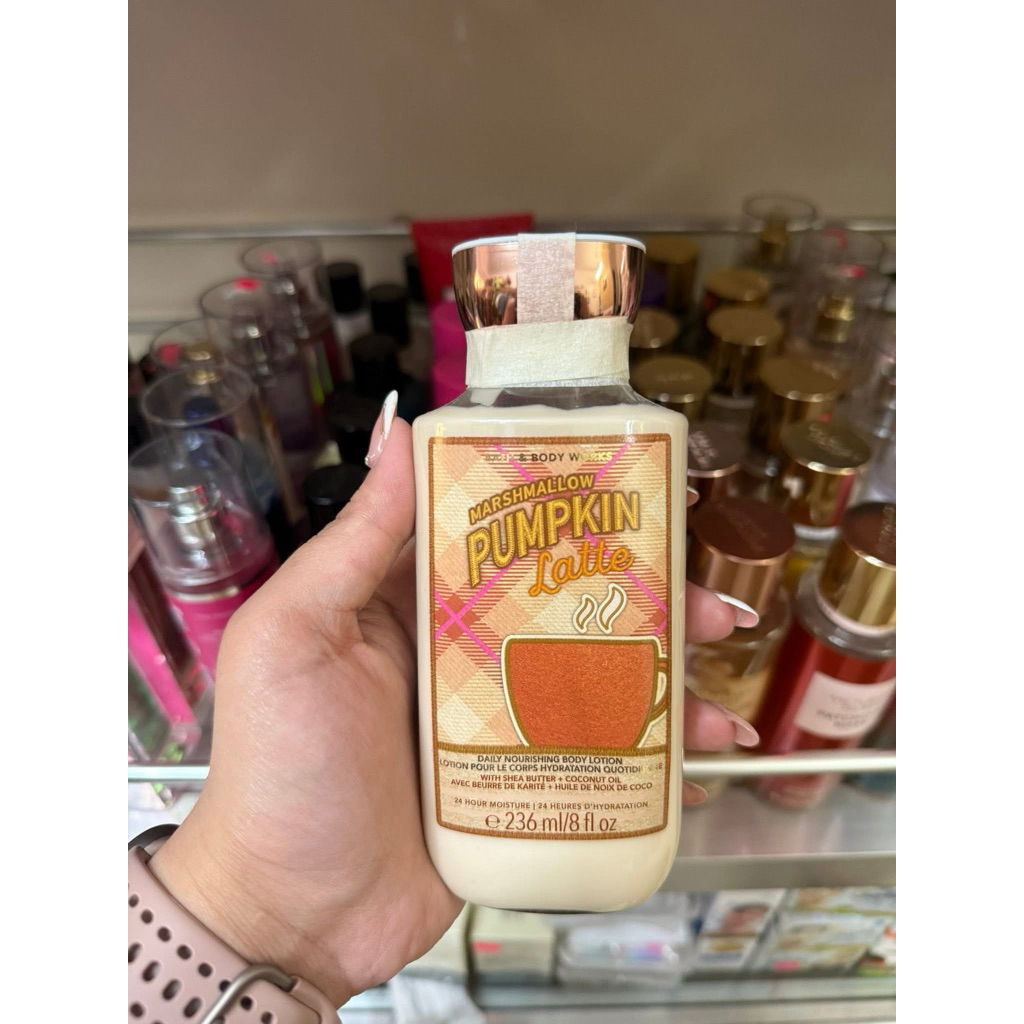 & BODY WORKS
MARSHMALLOW
PUMPKIN
Latte
DAILY NOURISHING BODY LOTION
LOTION POUR LE CORPS HYDRATATION
WITH SHEA BUTTER + COCONUT OIL
AVEC BEURRE DE KARITÉ + HUILE DE NOIX DE COCO
24 HOUR MOISTURE | 24 HEURES D'HYDRATATION
℮ 236 ml/8 fl oz